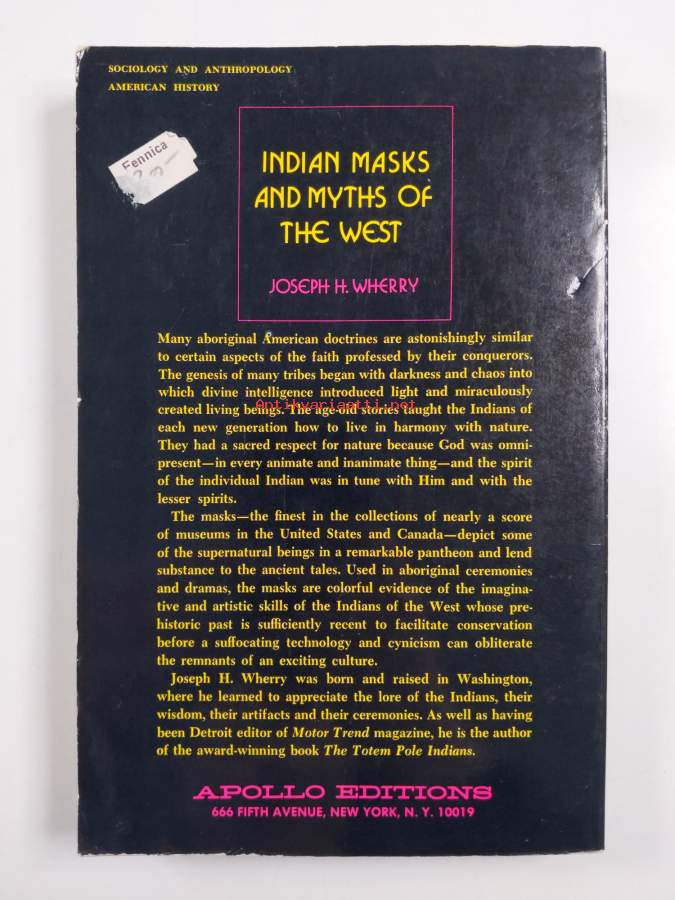 SOCIOLOGY AND ANTHROPOLOGY
AMERICAN HISTORY
Fennica
INDIAN MASKS
AND MYTHS OF
THE WEST
JOSEPH H. WHERRY
Many aboriginal American doctrines are astonishingly similar
to certain aspects of the faith professed by their conquerors.
The genesis of many tribes began with darkness and chaos into
which divine intelligence introduced light and miraculously
created living beings. The age-old stories taught the Indians of
Antikvariaatti.net
each new generation how to live in harmony with nature.
They had a sacred respect for nature because God was omni-
present—in every animate and inanimate thing—and the spirit
of the individual Indian was in tune with Him and with the
lesser spirits.
The masks—the finest in the collections of nearly a score
of museums in the United States and Canada—depict some
of the supernatural beings in a remarkable pantheon and lend
substance to the ancient tales. Used in aboriginal ceremonies
and dramas, the masks are colorful evidence of the imagina-
tive and artistic skills of the Indians of the West whose pre-
historic past is sufficiently recent to facilitate conservation
before a suffocating technology and cynicism can obliterate
the remnants of an exciting culture.
Joseph H. Wherry was born and raised in Washington,
where he learned to appreciate the lore of the Indians, their
wisdom, their artifacts and their ceremonies. As well as having
been Detroit editor of Motor Trend magazine, he is the author
of the award-winning book The Totem Pole Indians.
APOLLO EDITIONS
666 FIFTH AVENUE, NEW YORK, N. Y. 10019